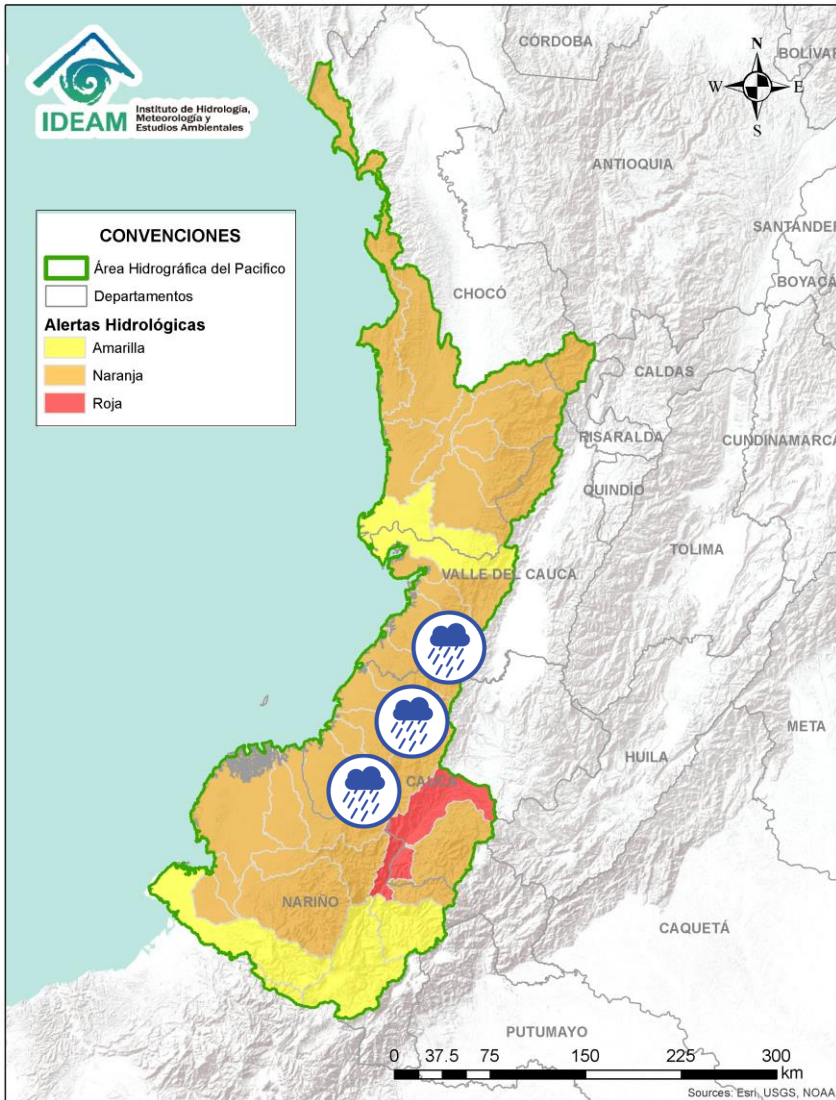 IDEAM
Instituto de Hidrología,
Meteorología y
Estudios Ambientales
CÓRDOBA
BOLÍVAR
N
W
E
S
ANTIOQUIA
SANTANDER
BOYACÁ
CONVENCIONES
Área Hidrográfica del Pacifico
Departamentos
Alertas Hidrológicas
Amarilla
Naranja
Roja
CHOCÓ
CALDAS
RISARALDA
CUNDINAMARCA
QUINDÍO
TOLIMA
VALLE DEL CAUCA
META
HUILA
CAUCA
NARIÑO
CAQUETÁ
PUTUMAYO
0 37.5 75 150 225 300
km
Sources: Esri, USGS, NOAA